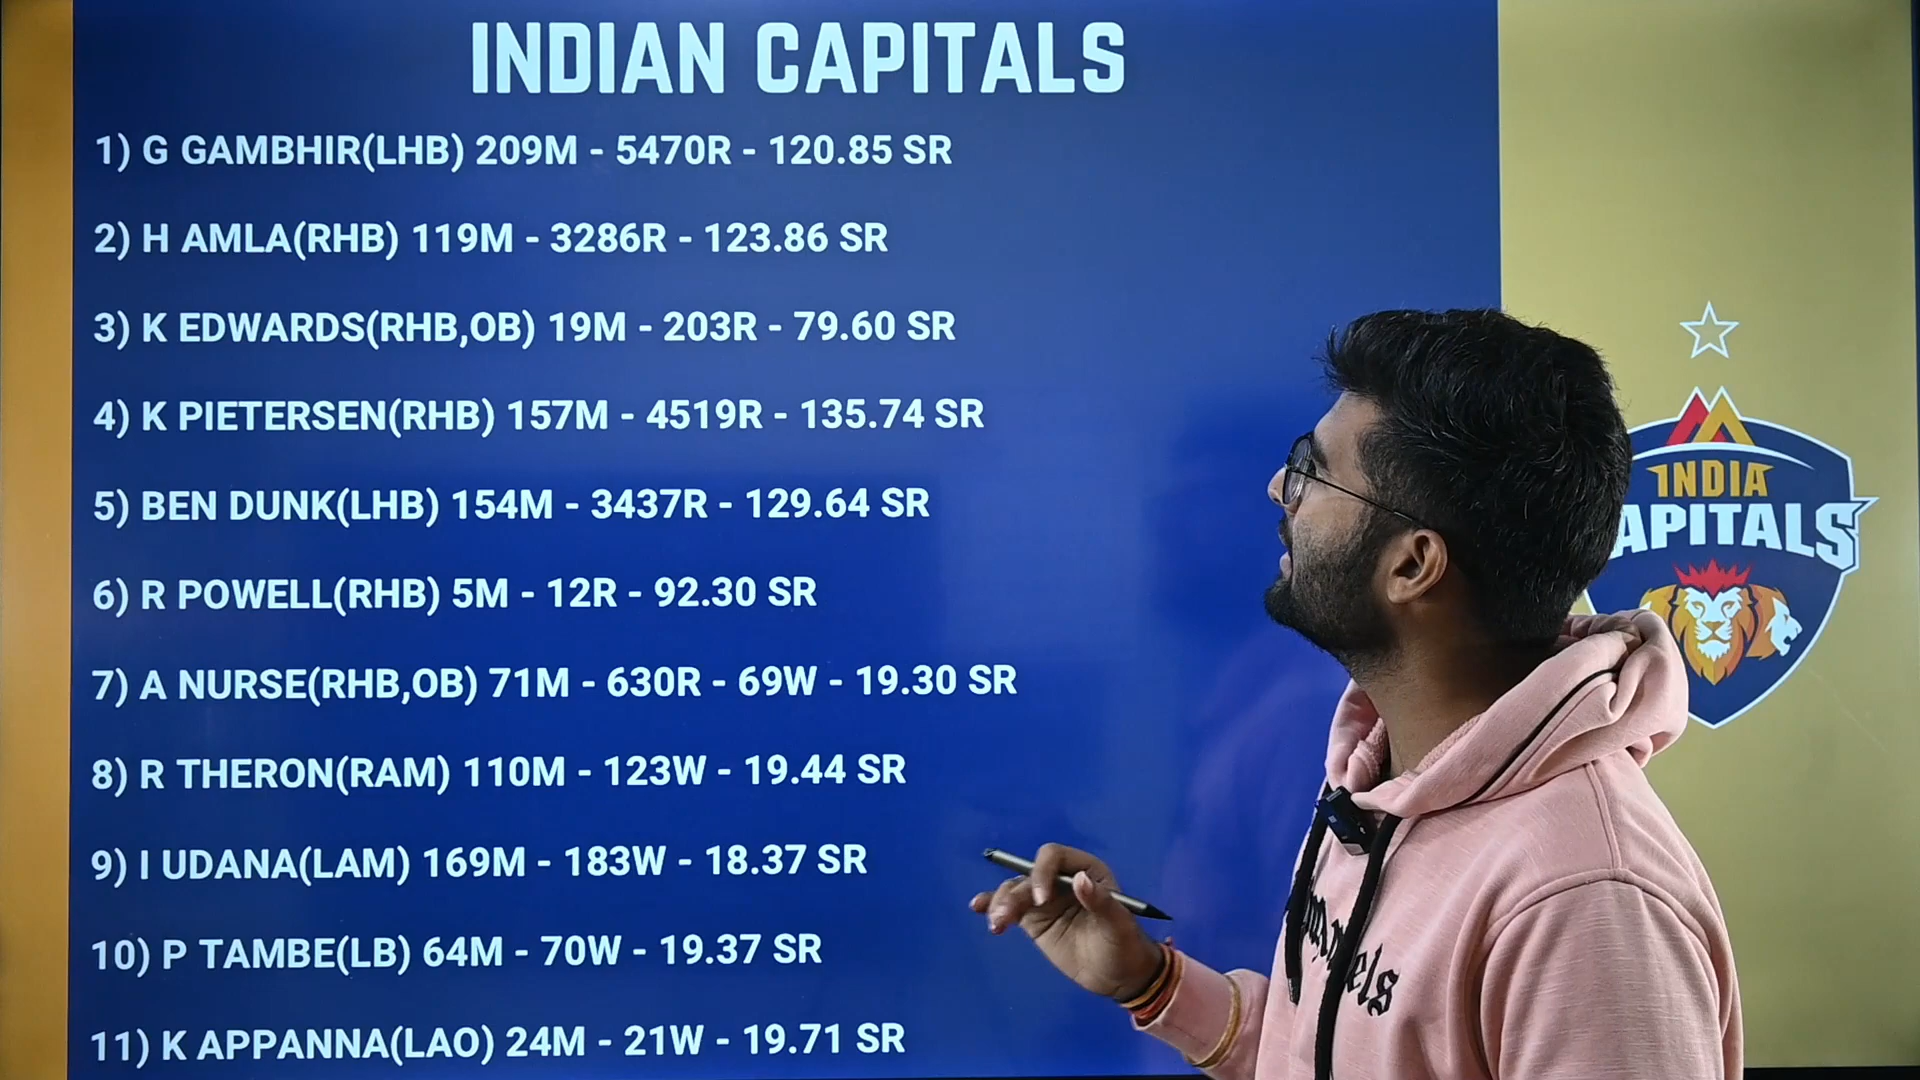 INDIAN CAPITALS
1) G GAMBHIR(LHB) 209M - 5470R - 120.85 SR
2) H AMLA(RHB) 119M - 3286R - 123.86 SR
3) K EDWARDS(RHB,OB) 19M - 203R - 79.60 SR
4) K PIETERSEN(RHB) 157M - 4519R - 135.74 SR
5) BEN DUNK(LHB) 154M - 3437R - 129.64 SR
6) R POWELL(RHB) 5M - 12R - 92.30 SR
7) A NURSE(RHB,OB) 71M - 630R - 69W - 19.30 SR
8) R THERON(RAM) 110M - 123W - 19.44 SR
9) I UDANA(LAM) 169M - 183W - 18.37 SR
10) P TAMBE(LB) 64M - 70W - 19.37 SR
11) K APPANNA(LAO) 24M - 21W - 19.71 SR
INDIA
APITALS